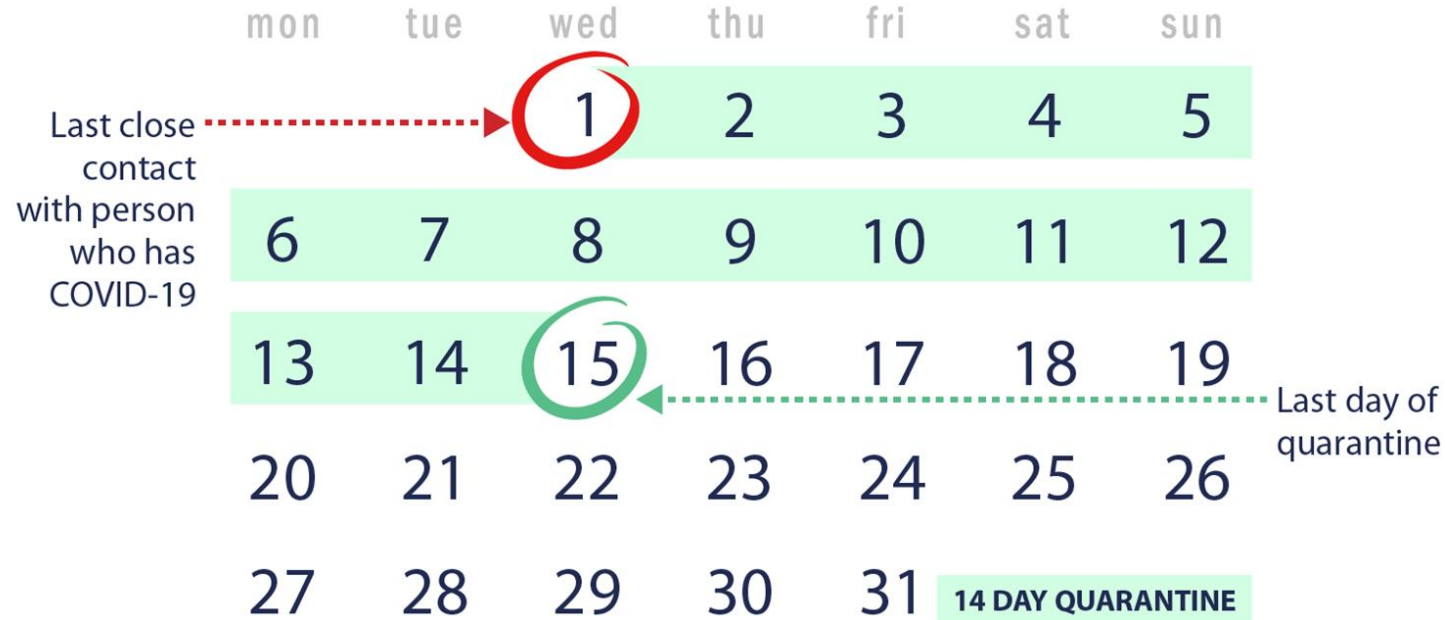 mon tue wed thu fri sat sun
Last close
contact
with person
who has
COVID-19
1 2 3 4 5
6 7 8 9 10 11 12
13 14 15 16 17 18 19
Last day of
quarantine
20 21 22 23 24 25 26
27 28 29 30 31
14 DAY QUARANTINE